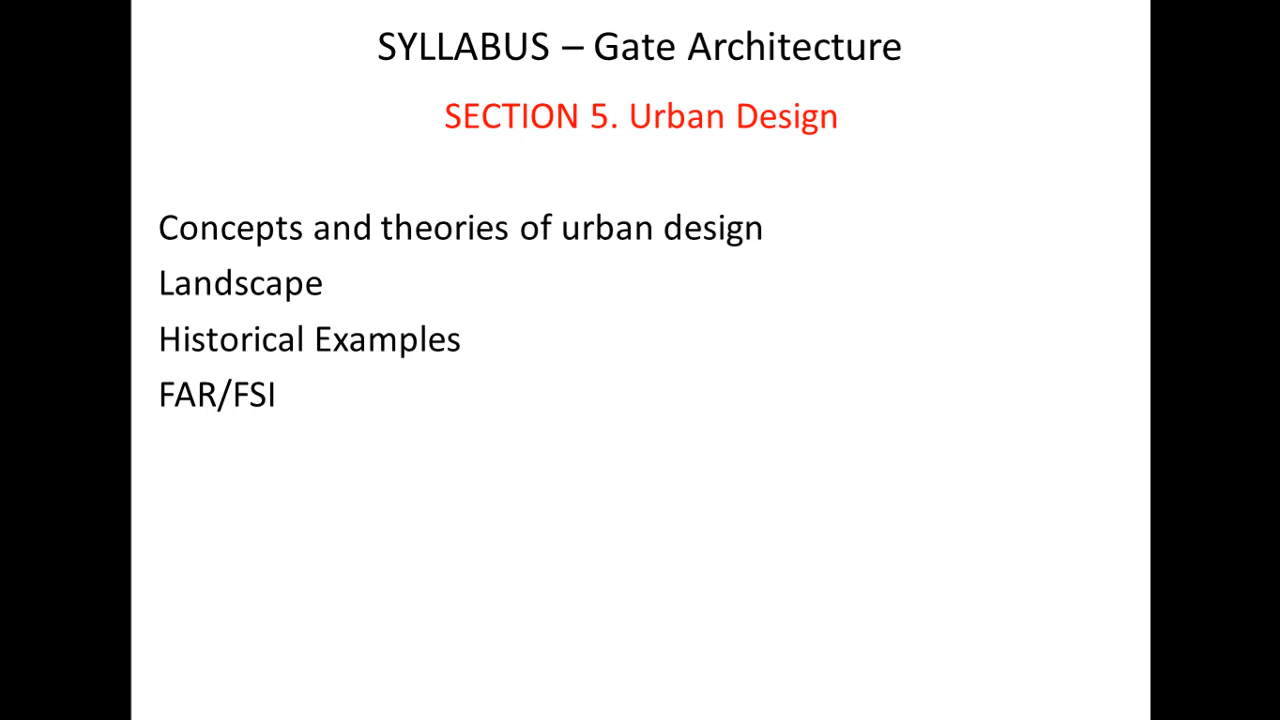 SYLLABUS – Gate Architecture
SECTION 5. Urban Design
Concepts and theories of urban design
Landscape
Historical Examples
FAR/FSI